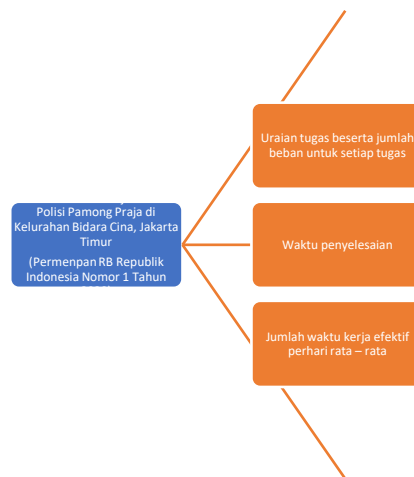 Polisi Pamong Praja di
Kelurahan Bidara Cina, Jakarta
Timur
(Permenpan RB Republik
Indonesia Nomor 1 Tahun
Uraian tugas beserta jumlah
beban untuk setiap tugas
Waktu penyelesaian
Jumlah waktu kerja efektif
perhari rata – rata